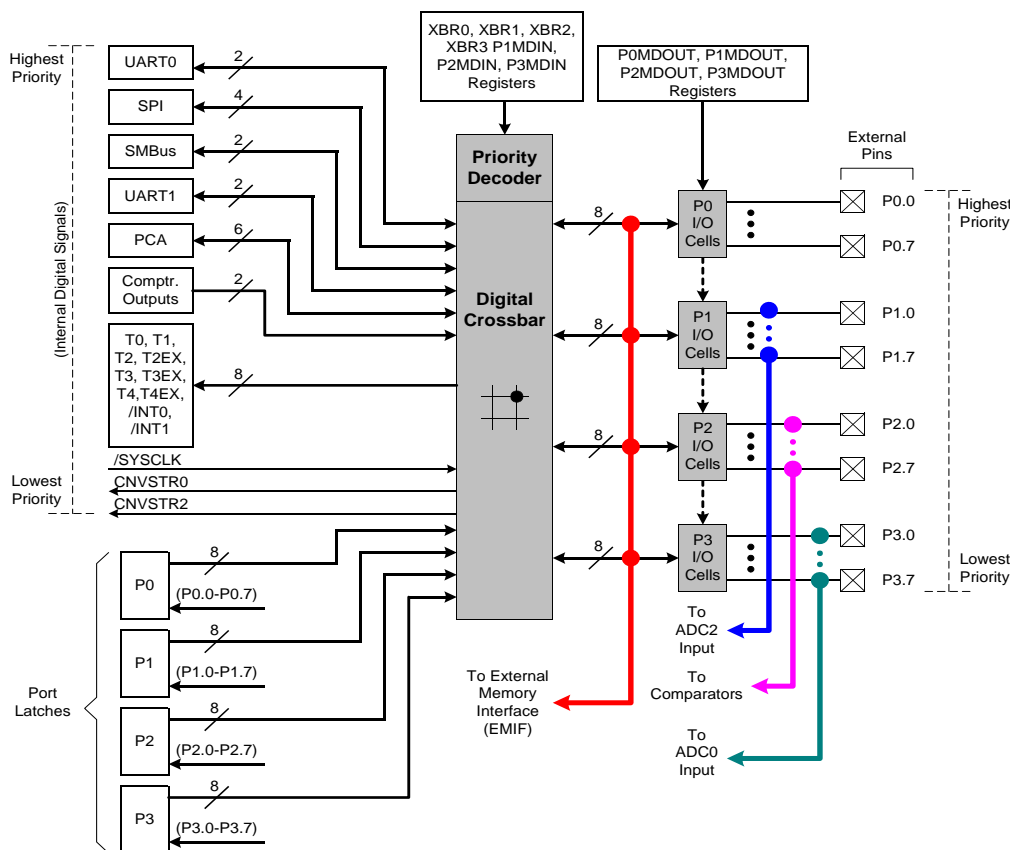 XBR0, XBR1, XBR2,
XBR3 P1MDIN,
P2MDIN, P3MDIN
Registers
P0MDOUT, P1MDOUT,
P2MDOUT, P3MDOUT
Registers
Highest
Priority
(Internal Digital Signals)
Lowest
Priority
UART0
2
SPI
4
SMBus
2
UART1
2
PCA
6
Comptr.
Outputs
2
T0, T1,
T2, T2EX,
T3, T3EX,
T4,T4EX,
/INT0,
/INT1
8
/SYSCLK
CNVSTR0
CNVSTR2
Port
Latches
P0
8
(P0.0-P0.7)
P1
8
(P1.0-P1.7)
P2
8
(P2.0-P2.7)
P3
8
(P3.0-P3.7)
Priority
Decoder
Digital
Crossbar
8
8
8
8
P0
I/O
Cells
P1
I/O
Cells
P2
I/O
Cells
P3
I/O
Cells
External
Pins
P0.0
P0.7
P1.0
P1.7
P2.0
P2.7
P3.0
P3.7
Highest
Priority
Lowest
Priority
To External
Memory
Interface
(EMIF)
To
ADC2
Input
To
Comparators
To
ADC0
Input